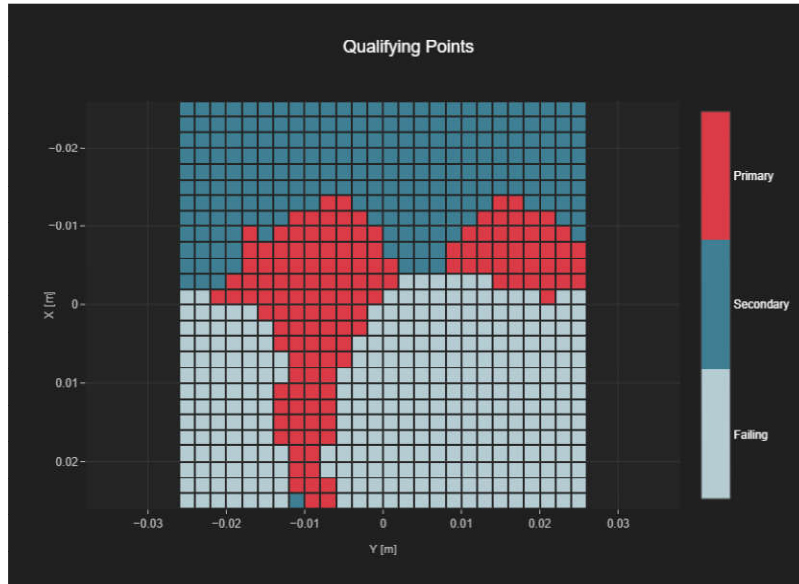 Qualifying Points
−0.02
−0.01
0
0.01
0.02
X [m]
−0.03
−0.02
−0.01
0
0.01
0.02
0.03
Y [m]
Primary
Secondary
Failing